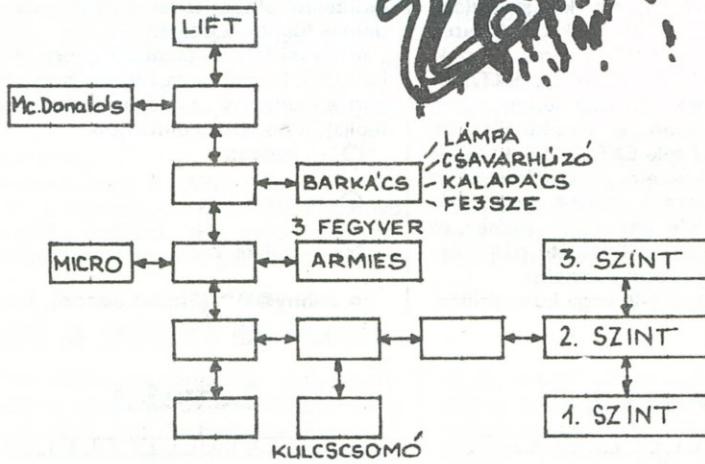 LIFT
Mc.Donalds
LÁMPA
CSAVARHÚZÓ
BARKÁCS
KALAPÁCS
FEJSZE
3 FEGYVER
MICRO
ARMIES
3. SZINT
2. SZINT
1. SZINT
KULCSCSOMÓ